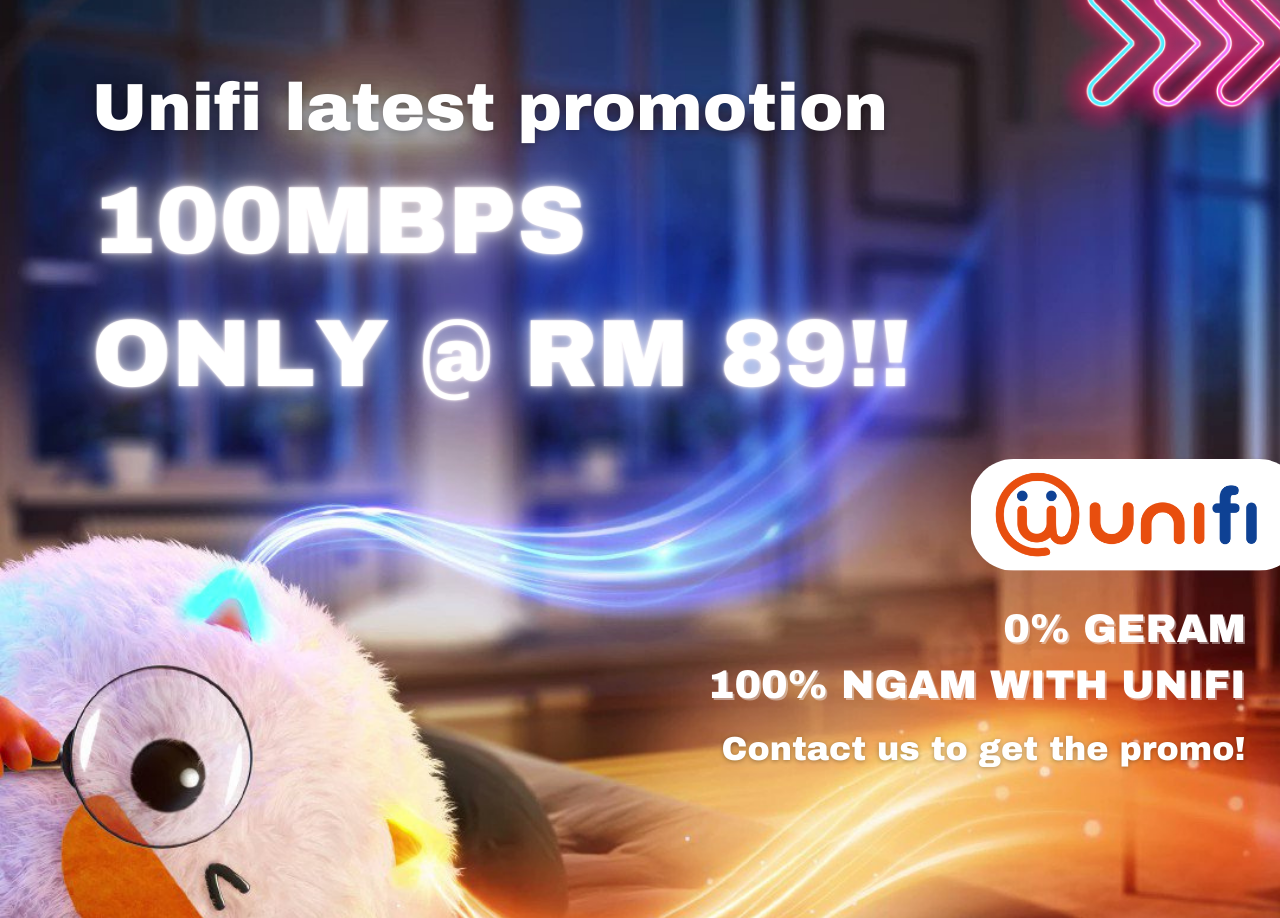 Unifi latest promotion
100MBPS
ONLY @ RM 89!!
unifi
0% GERAM
100% NGAM WITH UNIFI
Contact us to get the promo!